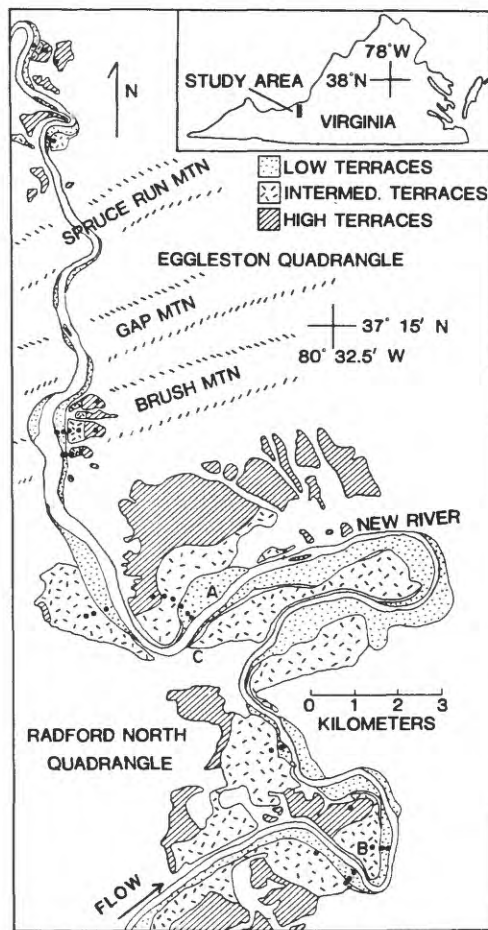 78°W
38°N
STUDY AREA
VIRGINIA
N
LOW TERRACES
INTERMED. TERRACES
HIGH TERRACES
SPRUCE RUN MTN
EGGLESTON QUADRANGLE
GAP MTN
37° 15' N
80° 32.5' W
BRUSH MTN
NEW RIVER
A
C
0 1 2 3
KILOMETERS
RADFORD NORTH
QUADRANGLE
B
FLOW